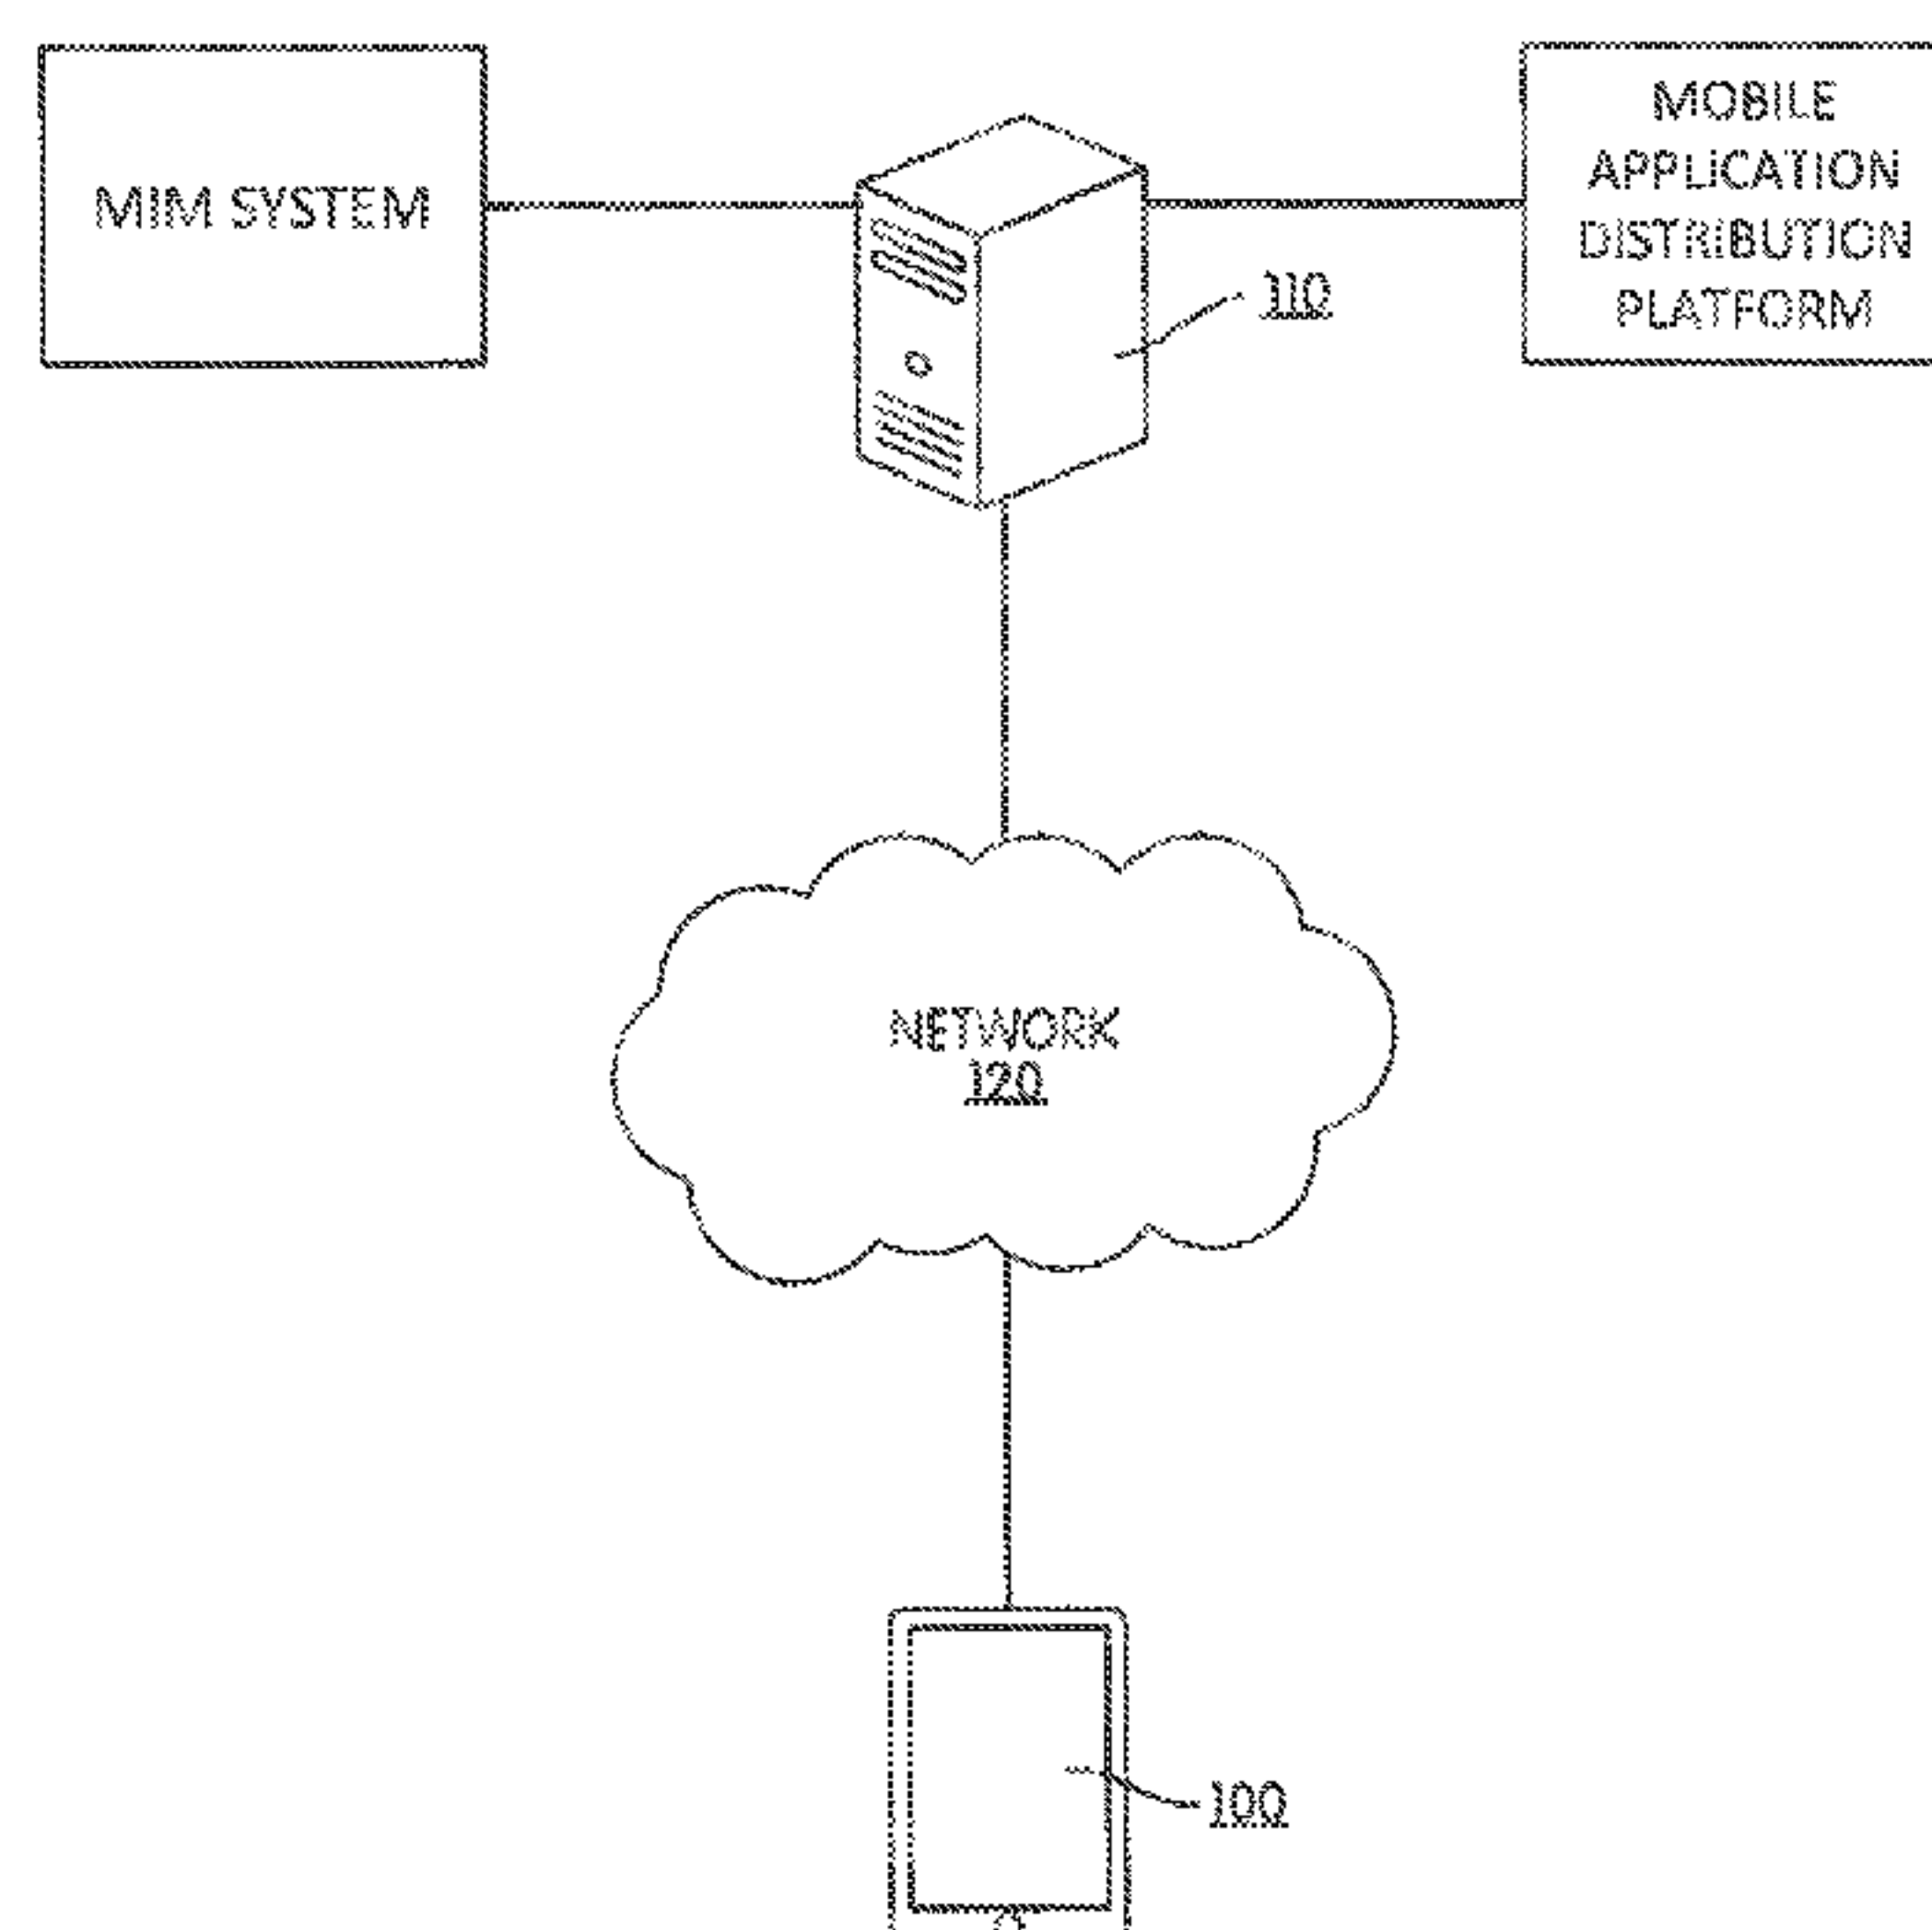 MIM SYSTEM
MOBILE
APPLICATION
DISTRIBUTION
PLATFORM
110
NETWORK
120
100